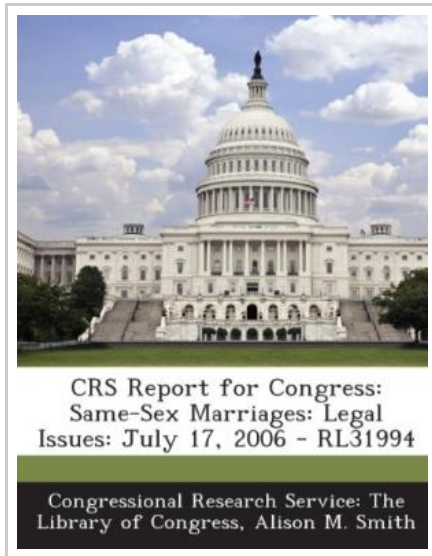 CRS Report for Congress:
Same-Sex Marriages: Legal
Issues: July 17, 2006 - RL31994
Congressional Research Service: The
Library of Congress, Alison M. Smith